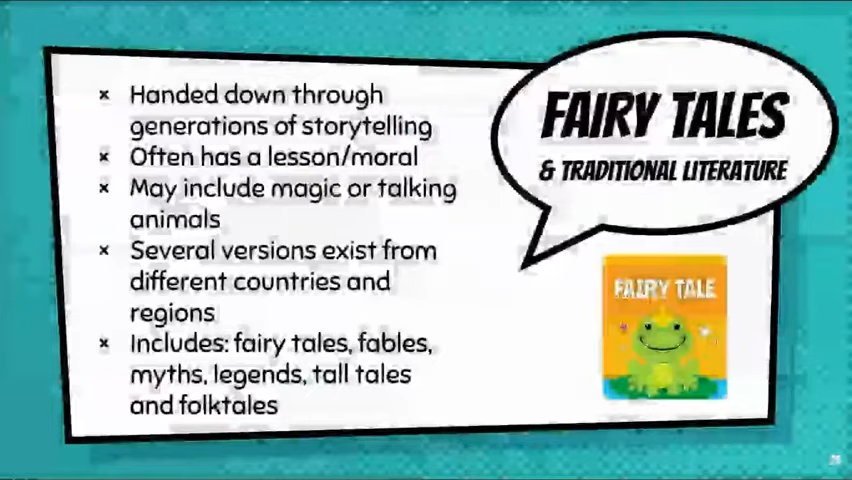 FAIRY TALES
& TRADITIONAL LITERATURE
× Handed down through
generations of storytelling
× Often has a lesson/moral
× May include magic or talking
animals
× Several versions exist from
different countries and
regions
× Includes: fairy tales, fables,
myths, legends, tall tales
and folktales
FAIRY TALE